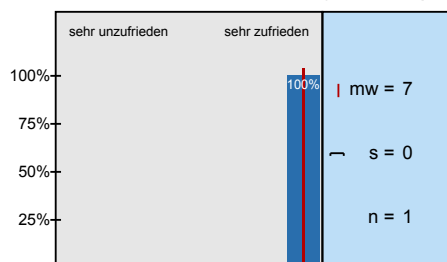 sehr unzufrieden sehr zufrieden
100%
100%
mw = 7
75%
50%
s = 0
25%
n = 1